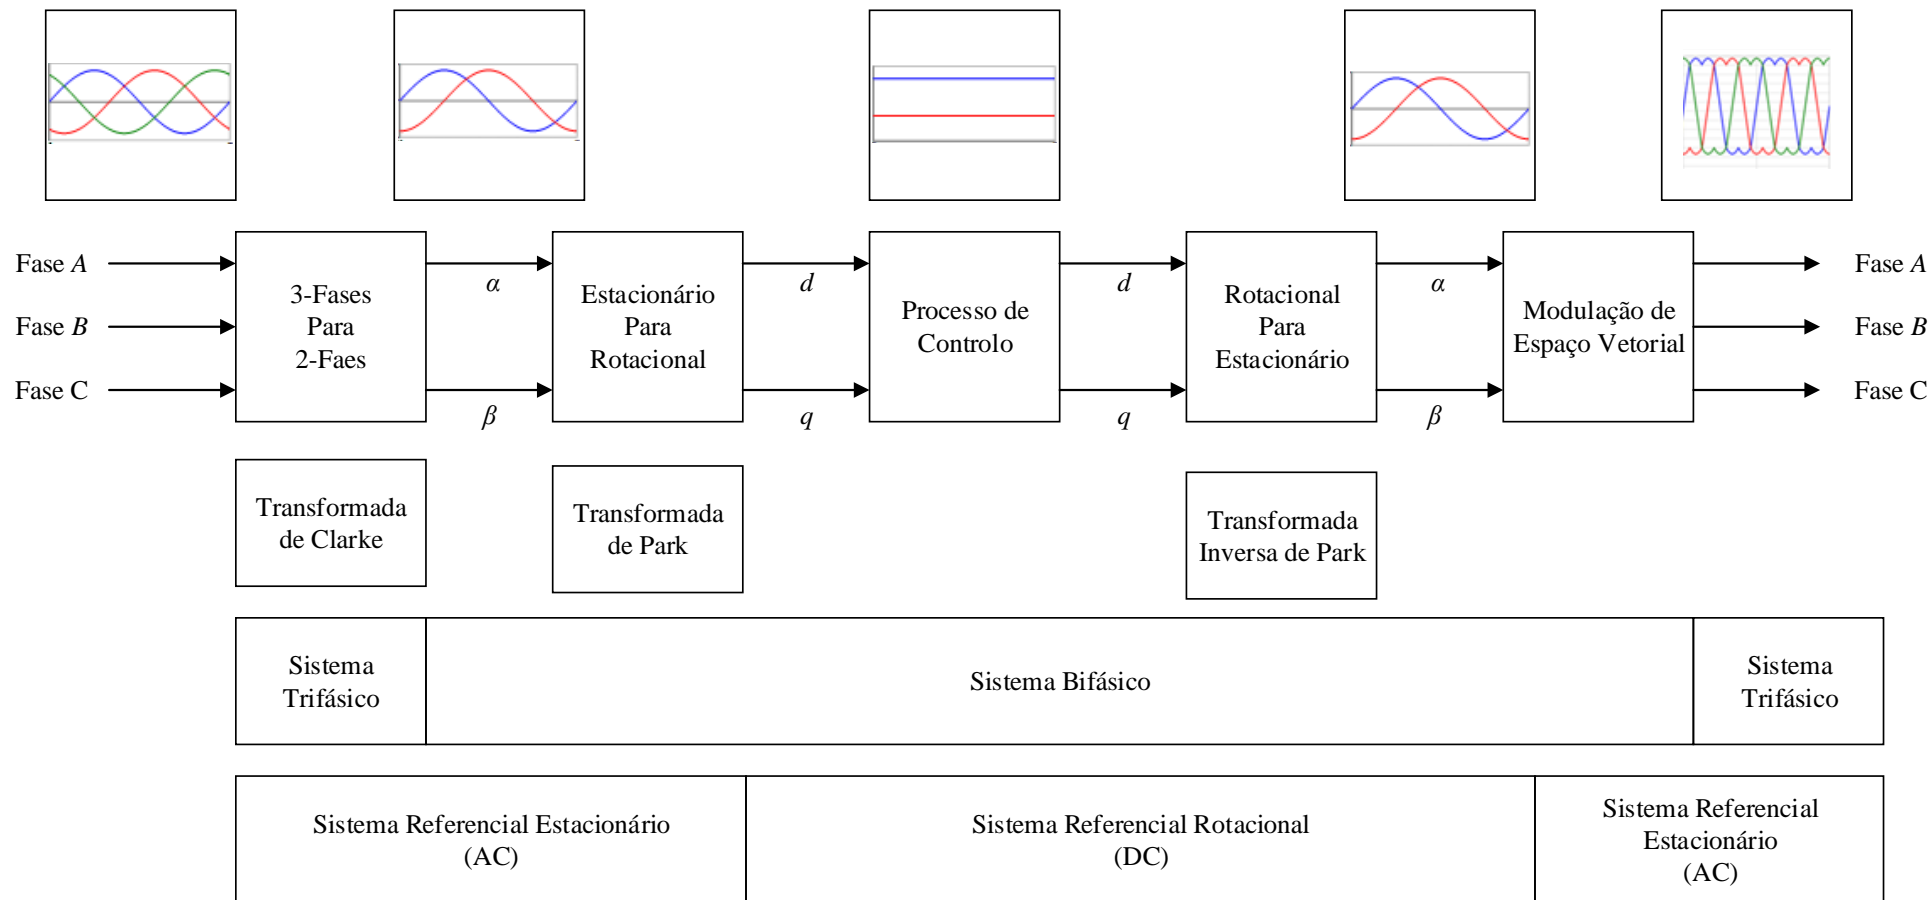 Fase A
Fase B
Fase C
3-Fases
Para
2-Faes
α
β
Estacionário
Para
Rotacional
d
q
Processo de
Controlo
d
q
Rotacional
Para
Estacionário
α
β
Modulação de
Espaço Vetorial
Fase A
Fase B
Fase C
Transformada
de Clarke
Transformada
de Park
Transformada
Inversa de Park
Sistema
Trifásico
Sistema Bifásico
Sistema
Trifásico
Sistema Referencial Estacionário
(AC)
Sistema Referencial Rotacional
(DC)
Sistema Referencial
Estacionário
(AC)